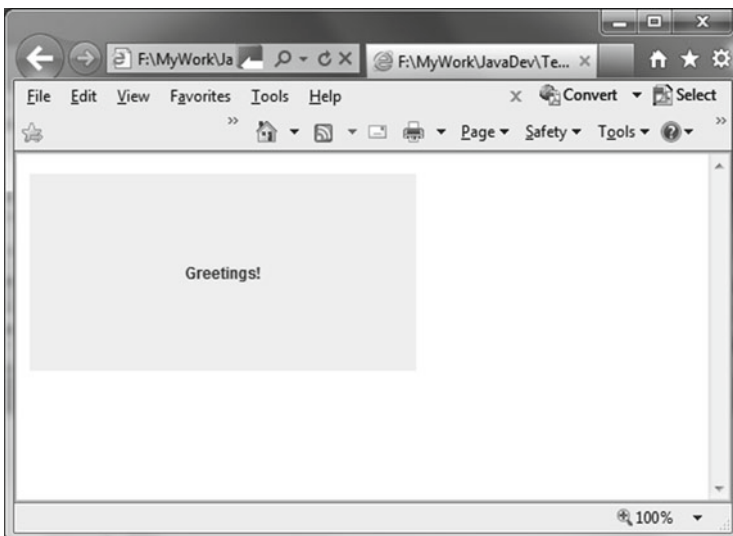 F:\MyWork\Ja
F:\MyWork\JavaDev\Te...
File Edit View Favorites Tools Help
x Convert Select
Page Safety Tools
Greetings!
100%